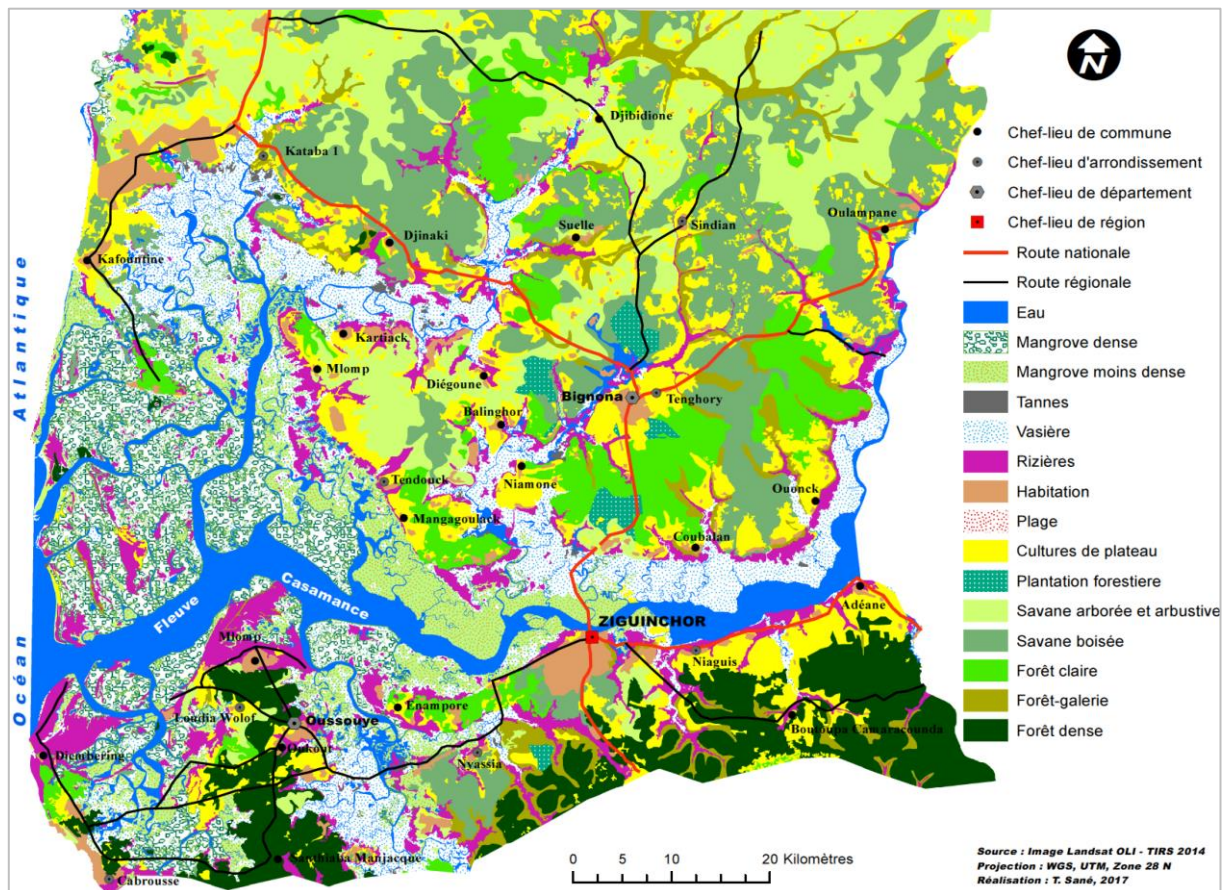 N
Chef-lieu de commune
Chef-lieu d'arrondissement
Chef-lieu de département
Chef-lieu de région
Route nationale
Route régionale
Eau
Mangrove dense
Mangrove moins dense
Tannes
Vasière
Rizières
Habitation
Plage
Cultures de plateau
Plantation forestiere
Savane arborée et arbustive
Savane boisée
Forêt claire
Forêt-galerie
Forêt dense
Djibidione
Kataba 1
Oulampane
Sindian
Suelle
Djinaki
Kafountine
Océan Atlantique
Kartiack
Mlomp
Diégoune
Bignona
Tenghory
Balinghor
Niamone
Tendouck
Ouonck
Mangagoulack
Coubalan
Fleuve Casamance
Adéane
ZIGUINCHOR
Mlomp
Niaguis
Loudia Wolof
Enampore
Oussouye
Boutoupa Camaracounda
Diembering
Oukout
Nyassia
Santhiaba Manjacque
Cabrousse
0 5 10 20 Kilomètres
Source : Image Landsat OLI - TIRS 2014
Projection : WGS, UTM, Zone 28 N
Réalisation : T. Sané, 2017